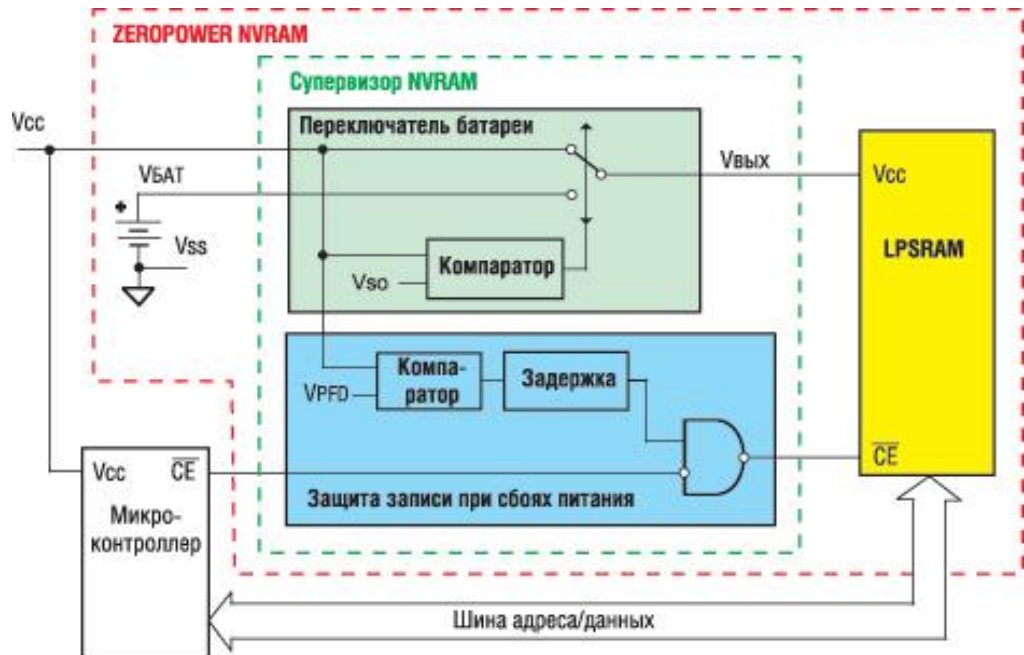 ZEROPOWER NVRAM
Супервизор NVRAM
Vcc
Переключатель батареи
VБАТ
Vвых
Vcc
Vss
Компаратор
LPSRAM
Vso
Компа-
ратор
Задержка
VPFD
Vcc
CE
CE
Защита записи при сбоях питания
Микро-
контроллер
Шина адреса/данных